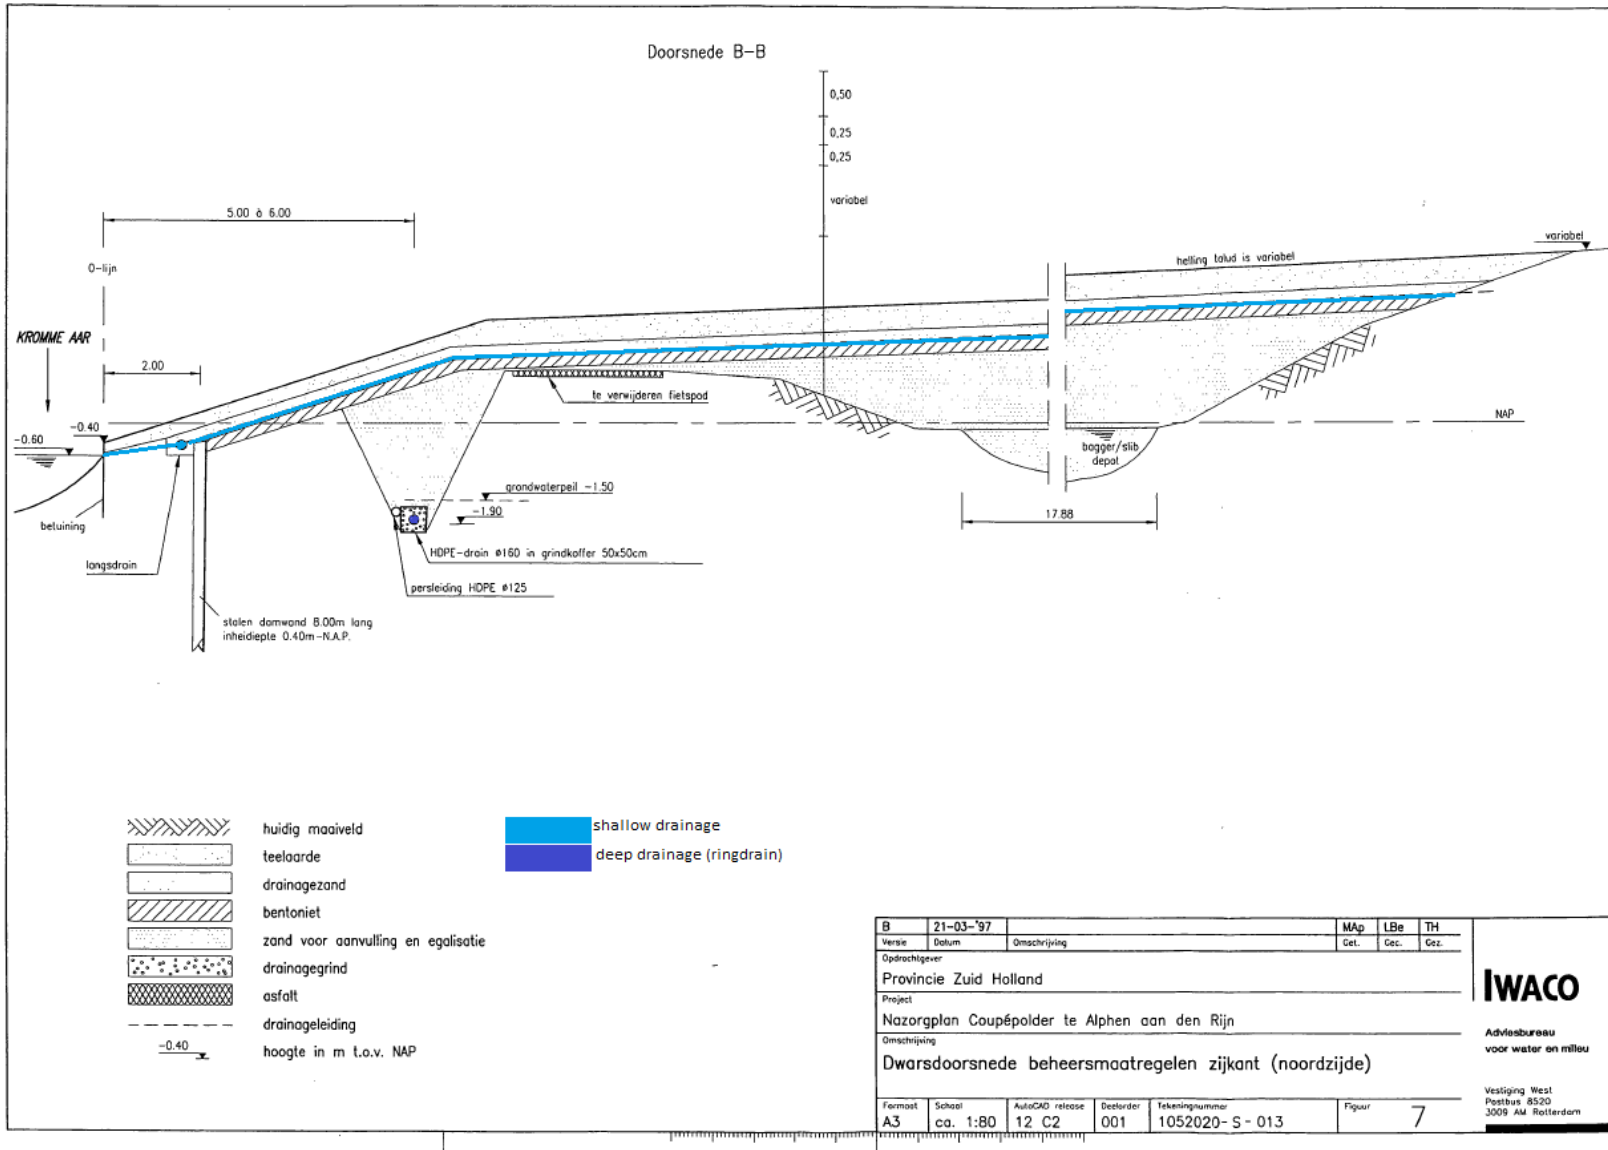 Doorsnede B-B
0,50
0,25
0,25
variabel
5.00 à 6.00
0-lijn
KROMME AAR
2.00
-0.40
-0.60
betuining
langsdrain
stalen damwand 8.00m lang
inheidiepte 0.40m-N.A.P.
te verwijderen fietspad
grondwaterpeil -1.50
-1.90
HDPE-drain ø160 in grindkoffer 50x50cm
persleiding HDPE ø125
helling talud is variabel
variabel
NAP
bagger/slib
depot
17.88
huidig maaiveld
teelaarde
drainagezand
bentoniet
zand voor aanvulling en egalisatie
drainagegrind
asfalt
drainageleiding
-0.40
hoogte in m t.o.v. NAP
shallow drainage
deep drainage (ringdrain)
B 21-03-'97 MAp LBe TH
Versie Datum Omschrijving Get. Gec. Gez.
Opdrachtgever
Provincie Zuid Holland
Project
Nazorgplan Coupépolder te Alphen aan den Rijn
Omschrijving
Dwarsdoorsnede beheersmaatregelen zijkant (noordzijde)
Formaat Schaal AutoCAD release Deelorder Tekeningnummer Figuur
A3 ca. 1:80 12 C2 001 1052020-S-013 7
IWACO
Adviesbureau
voor water en milieu
Vestiging West
Postbus 8520
3009 AM Rotterdam